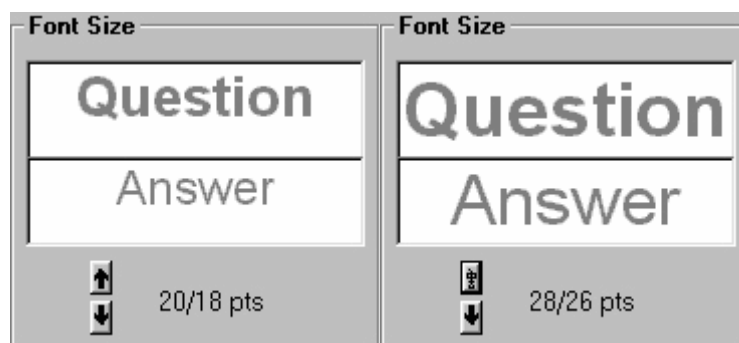 Font Size
Question
Answer
20/18 pts
Font Size
Question
Answer
28/26 pts